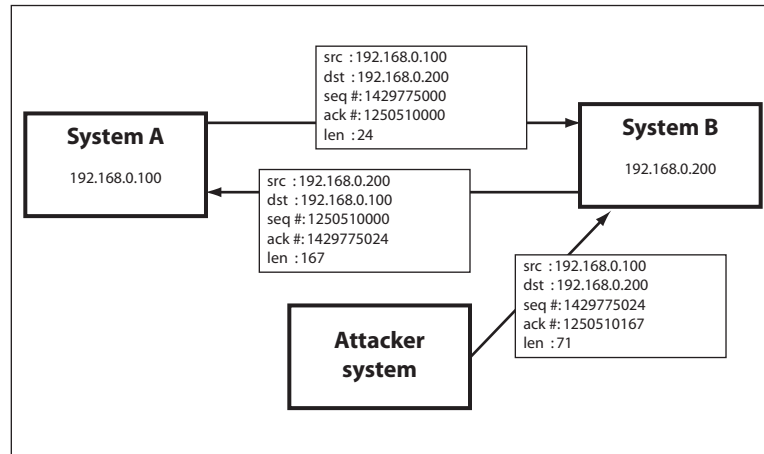 src : 192.168.0.100
dst : 192.168.0.200
seq #: 1429775000
ack #: 1250510000
len : 24
System A
192.168.0.100
System B
192.168.0.200
src : 192.168.0.200
dst : 192.168.0.100
seq #: 1250510000
ack #: 1429775024
len : 167
src : 192.168.0.100
dst : 192.168.0.200
seq #: 1429775024
ack #: 1250510167
len : 71
Attacker
system